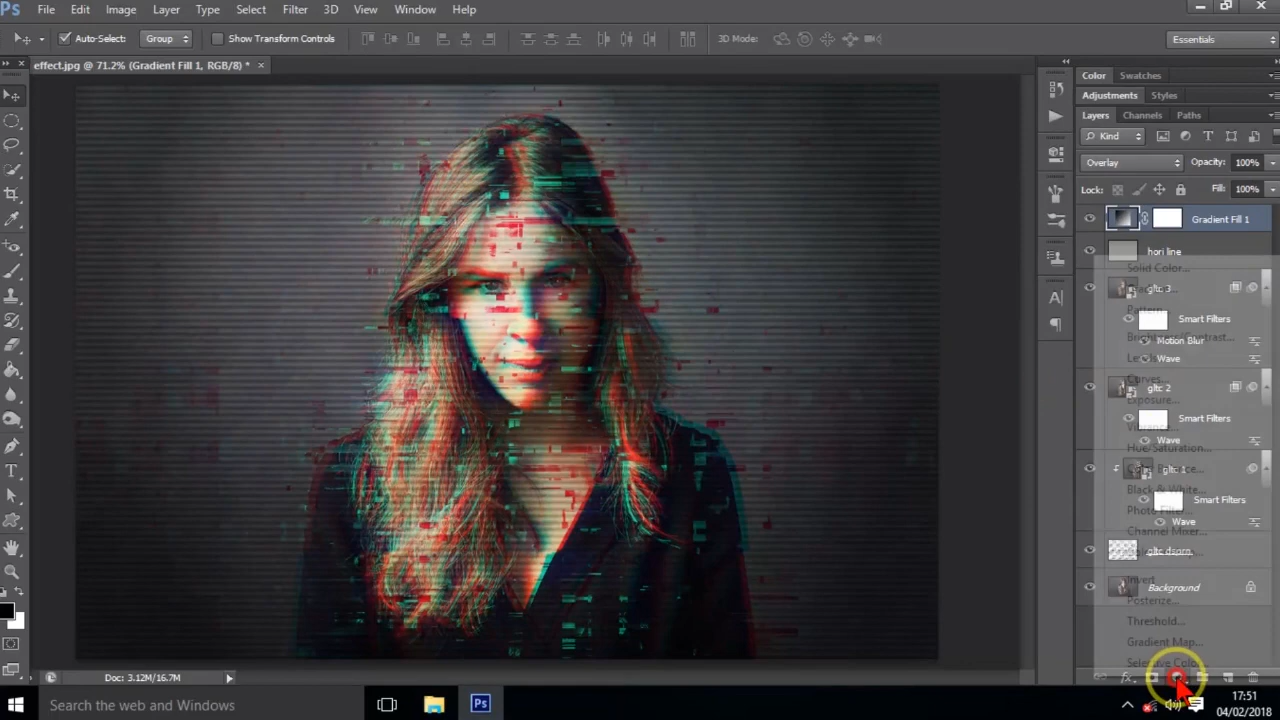 Ps File Edit Image Layer Type Select Filter 3D View Window Help
Auto-Select: Group Show Transform Controls 3D Mode: Essentials
effect.jpg @ 71.2% (Gradient Fill 1, RGB/8) * ×
Color Swatches
Adjustments Styles
Layers Channels Paths
Kind
Overlay Opacity: 100%
Lock: Fill: 100%
Gradient Fill 1
hori line
Solid Color...
gltc 3
Smart Filters
Brightness/Contrast...
Motion Blur
Wave
Curves...
gltc 2
Exposure...
Smart Filters
Vibrance...
Wave
Hue/Saturation...
Black & White...
Smart Filters
Photo Filter...
Wave
Channel Mixer...
gltc dsprn
Invert
Background
Posterize...
Threshold...
Gradient Map...
Selective Color...
Doc: 3.12M/16.7M
Search the web and Windows
Ps
17:51
04/02/2018